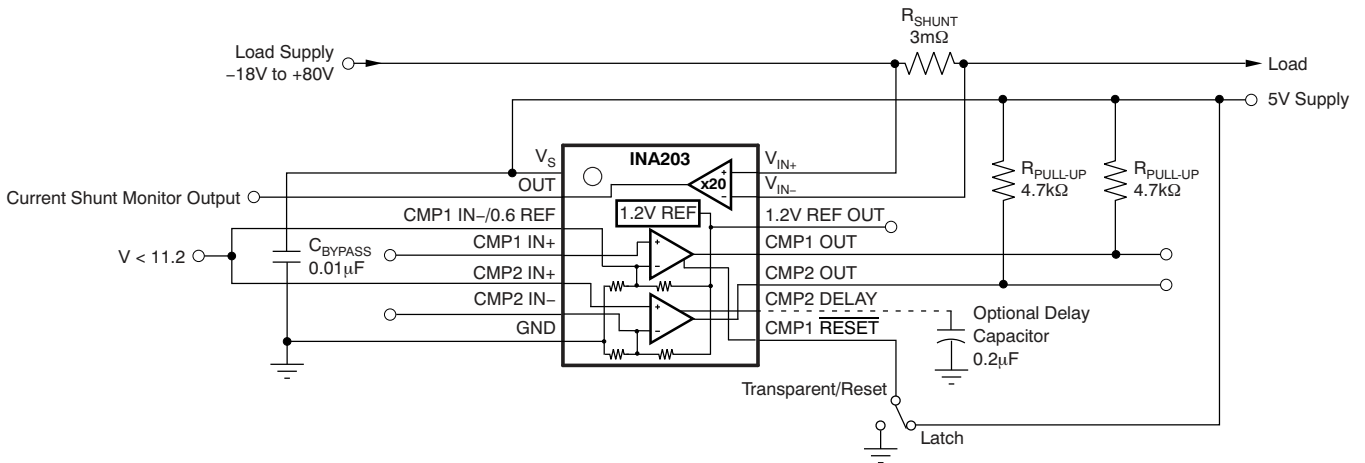 R_SHUNT
3mΩ
Load Supply
−18V to +80V
Load
5V Supply
V_S
INA203
V_IN+
R_PULL-UP
4.7kΩ
R_PULL-UP
4.7kΩ
OUT
x20
V_IN−
Current Shunt Monitor Output
CMP1 IN−/0.6 REF
1.2V REF
1.2V REF OUT
CMP1 IN+
CMP1 OUT
V < 11.2
C_BYPASS
0.01μF
CMP2 IN+
CMP2 OUT
CMP2 IN−
CMP2 DELAY
GND
CMP1 RESET
Optional Delay
Capacitor
0.2μF
Transparent/Reset
Latch